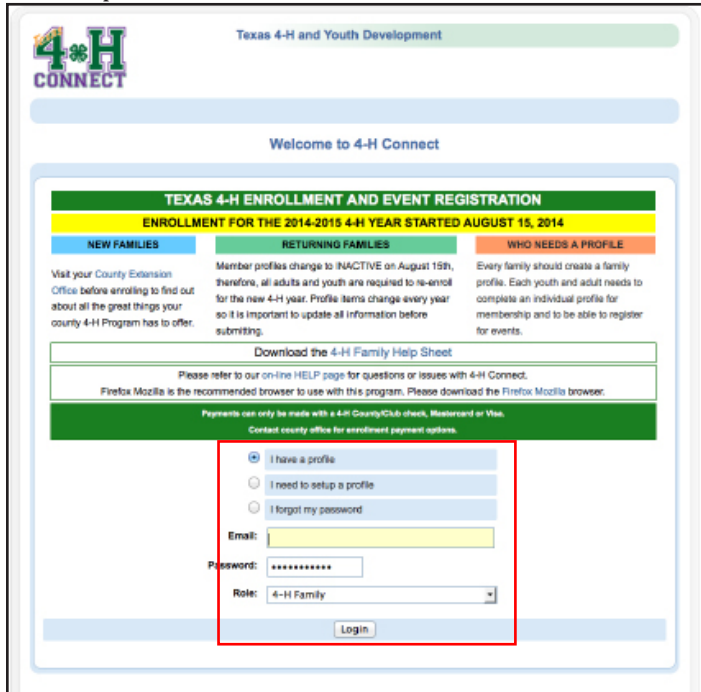 4-H
CONNECT
Texas 4-H and Youth Development
Welcome to 4-H Connect
TEXAS 4-H ENROLLMENT AND EVENT REGISTRATION
ENROLLMENT FOR THE 2014-2015 4-H YEAR STARTED AUGUST 15, 2014
NEW FAMILIES
Visit your County Extension
Office before enrolling to find out
about all the great things your
county 4-H Program has to offer.
RETURNING FAMILIES
Member profiles change to INACTIVE on August 15th,
therefore, all adults and youth are required to re-enroll
for the new 4-H year. Profile items change every year
so it is important to update all information before
submitting.
WHO NEEDS A PROFILE
Every family should create a family
profile. Each youth and adult needs to
complete an individual profile for
membership and to be able to register
for events.
Download the 4-H Family Help Sheet
Please refer to our on-line HELP page for questions or issues with 4-H Connect.
Firefox Mozilla is the recommended browser to use with this program. Please download the Firefox Mozilla browser.
Payments can only be made with a 4-H County/Club check, Mastercard or Visa.
Contact county office for enrollment payment options.
I have a profile
I need to setup a profile
I forgot my password
Email:
Password: •••••••••••
Role: 4-H Family
Login